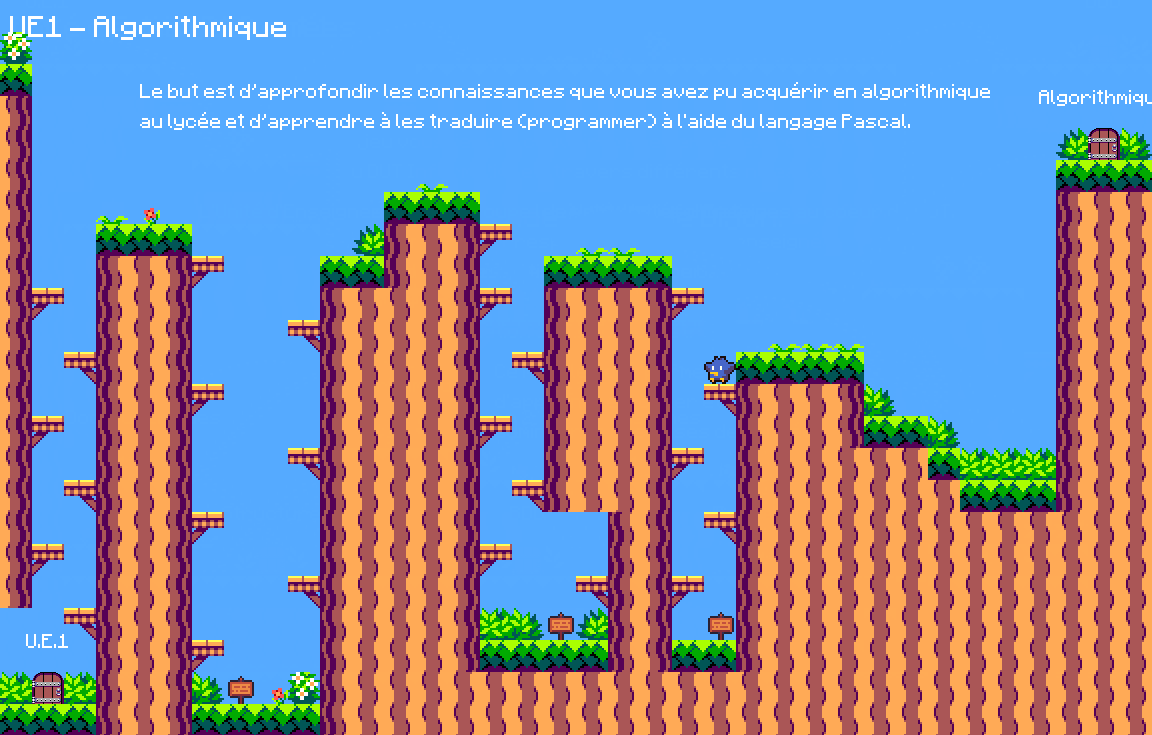 UE1 – Algorithmique
Le but est d'approfondir les connaissances que vous avez pu acquérir en algorithmique
au lycée et d'apprendre à les traduire (programmer) à l'aide du langage Pascal.
Algorithmiqu
U.E.1